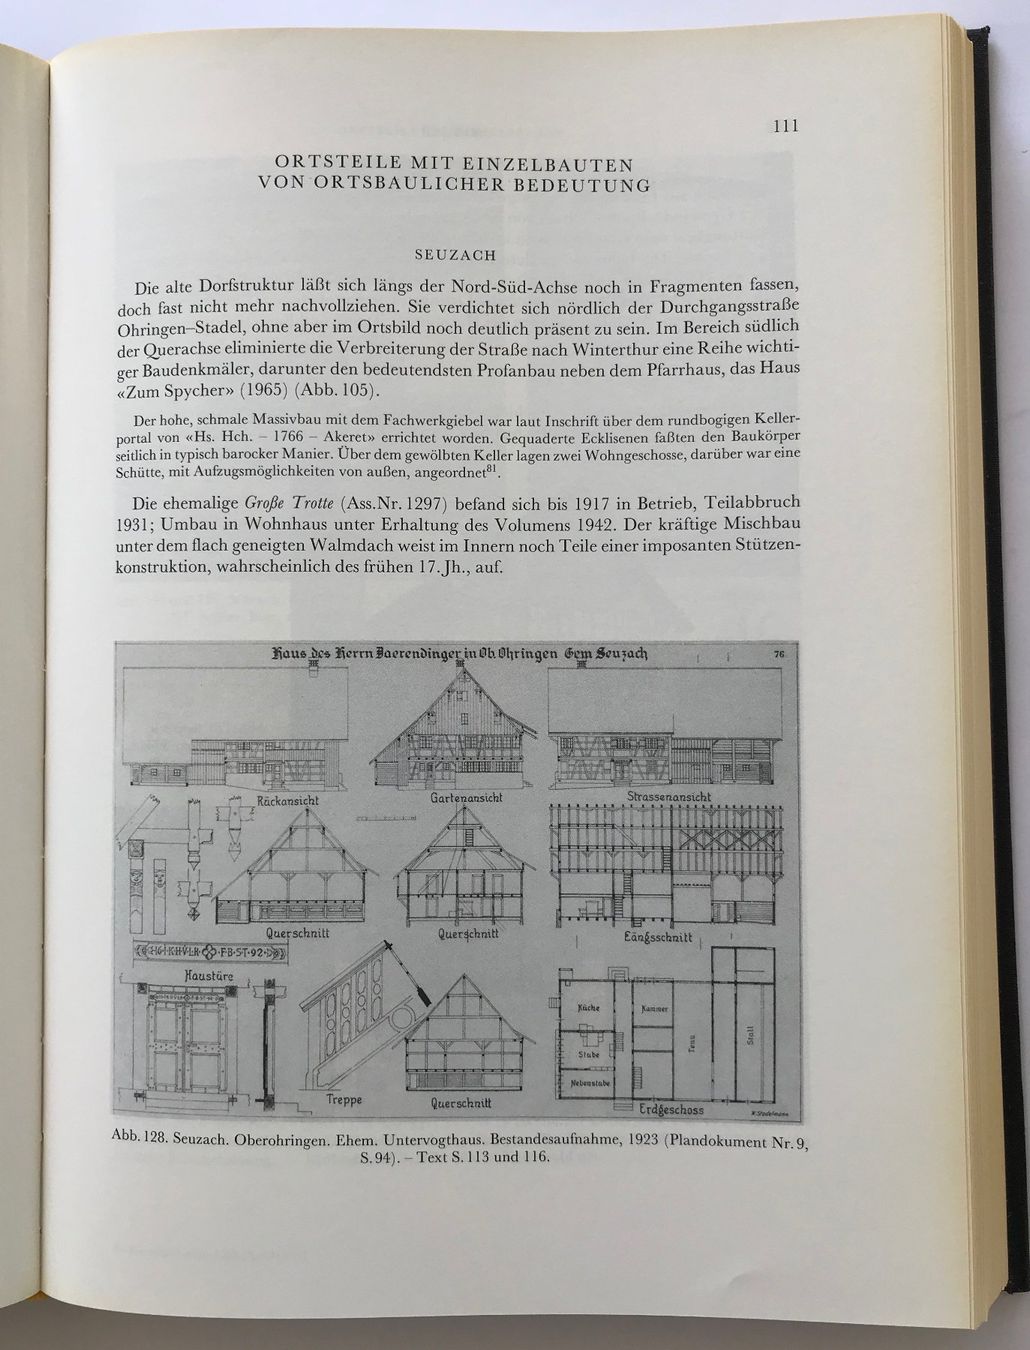 111
ORTSTEILE MIT EINZELBAUTEN
VON ORTSBAULICHER BEDEUTUNG
SEUZACH
Die alte Dorfstruktur läßt sich längs der Nord-Süd-Achse noch in Fragmenten fassen,
doch fast nicht mehr nachvollziehen. Sie verdichtet sich nördlich der Durchgangsstraße
Ohringen–Stadel, ohne aber im Ortsbild noch deutlich präsent zu sein. Im Bereich südlich
der Querachse eliminierte die Verbreiterung der Straße nach Winterthur eine Reihe wichti-
ger Baudenkmäler, darunter den bedeutendsten Profanbau neben dem Pfarrhaus, das Haus
«Zum Spycher» (1965) (Abb. 105).
Der hohe, schmale Massivbau mit dem Fachwerkgiebel war laut Inschrift über dem rundbogigen Keller-
portal von «Hs. Hch. – 1766 – Akeret» errichtet worden. Gequaderte Ecklisenen faßten den Baukörper
seitlich in typisch barocker Manier. Über dem gewölbten Keller lagen zwei Wohngeschosse, darüber war eine
Schütte, mit Aufzugsmöglichkeiten von außen, angeordnet81.
Die ehemalige Große Trotte (Ass.Nr. 1297) befand sich bis 1917 in Betrieb, Teilabbruch
1931; Umbau in Wohnhaus unter Erhaltung des Volumens 1942. Der kräftige Mischbau
unter dem flach geneigten Walmdach weist im Innern noch Teile einer imposanten Stützen-
konstruktion, wahrscheinlich des frühen 17.Jh., auf.
Haus des Herrn Baerendinger in Ob. Ohringen Gem Seuzach
76
Rückansicht
Gartenansicht
Strassenansicht
Querschnitt
Querschnitt
Längsschnitt
Haustüre
Treppe
Querschnitt
Küche
Kammer
Stube
Nebenstube
Tenn
Stall
Erdgeschoss
Abb. 128. Seuzach. Oberohringen. Ehem. Untervogthaus. Bestandesaufnahme, 1923 (Plandokument Nr. 9,
S. 94). – Text S. 113 und 116.